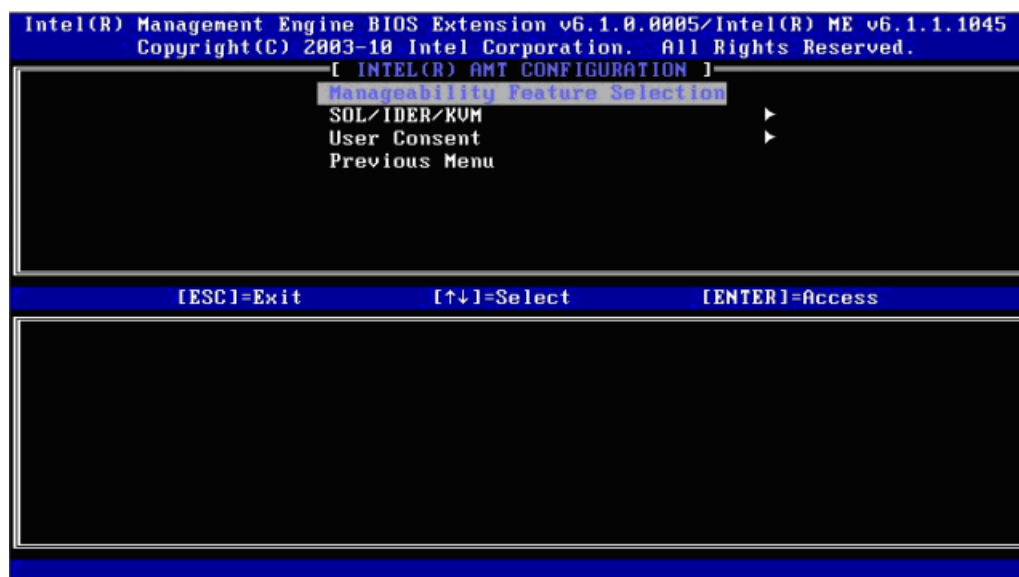 Intel(R) Management Engine BIOS Extension v6.1.0.0005/Intel(R) ME v6.1.1.1045
Copyright(C) 2003-10 Intel Corporation. All Rights Reserved.
[ INTEL(R) AMT CONFIGURATION ]
Manageability Feature Selection
SOL/IDER/KVM ►
User Consent ►
Previous Menu
[ESC]=Exit [↑↓]=Select [ENTER]=Access